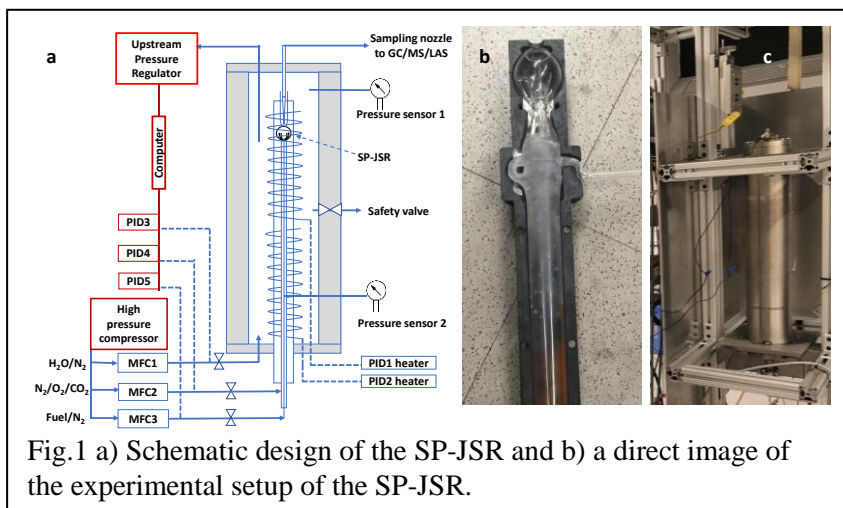 a
Upstream
Pressure
Regulator
Computer
PID3
PID4
PID5
High
pressure
compressor
H₂O/N₂
MFC1
N₂/O₂/CO₂
MFC2
Fuel/N₂
MFC3
Sampling nozzle
to GC/MS/LAS
Pressure sensor 1
SP-JSR
Safety valve
Pressure sensor 2
PID1 heater
PID2 heater
b
c
Fig.1 a) Schematic design of the SP-JSR and b) a direct image of
the experimental setup of the SP-JSR.